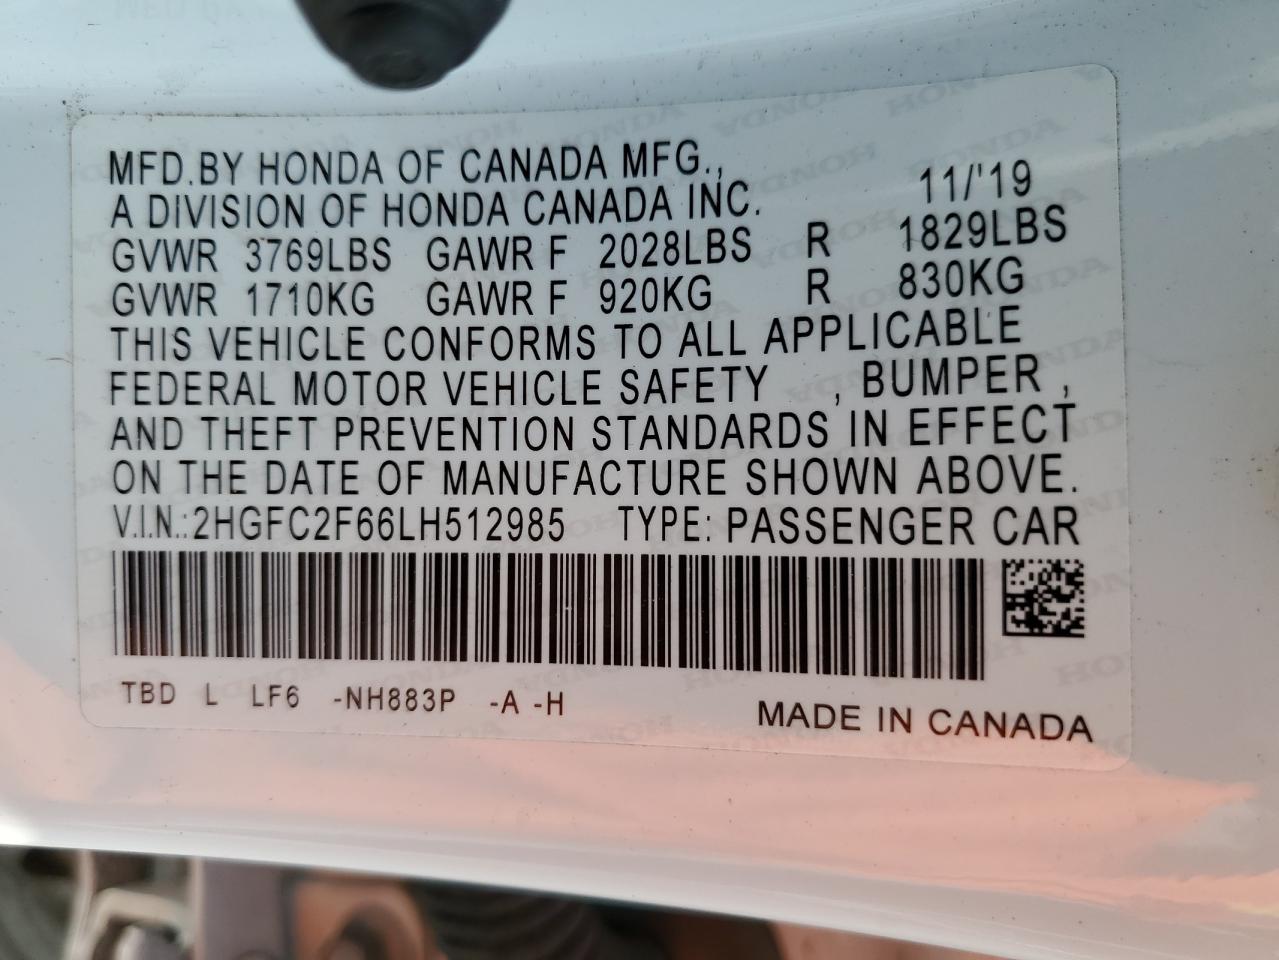 MFD.BY HONDA OF CANADA MFG.,
A DIVISION OF HONDA CANADA INC. 11/'19
GVWR 3769LBS GAWR F 2028LBS R 1829LBS
GVWR 1710KG GAWR F 920KG R 830KG
THIS VEHICLE CONFORMS TO ALL APPLICABLE
FEDERAL MOTOR VEHICLE SAFETY , BUMPER ,
AND THEFT PREVENTION STANDARDS IN EFFECT
ON THE DATE OF MANUFACTURE SHOWN ABOVE.
V.I.N.:2HGFC2F66LH512985 TYPE: PASSENGER CAR
TBD L LF6 -NH883P -A -H
MADE IN CANADA